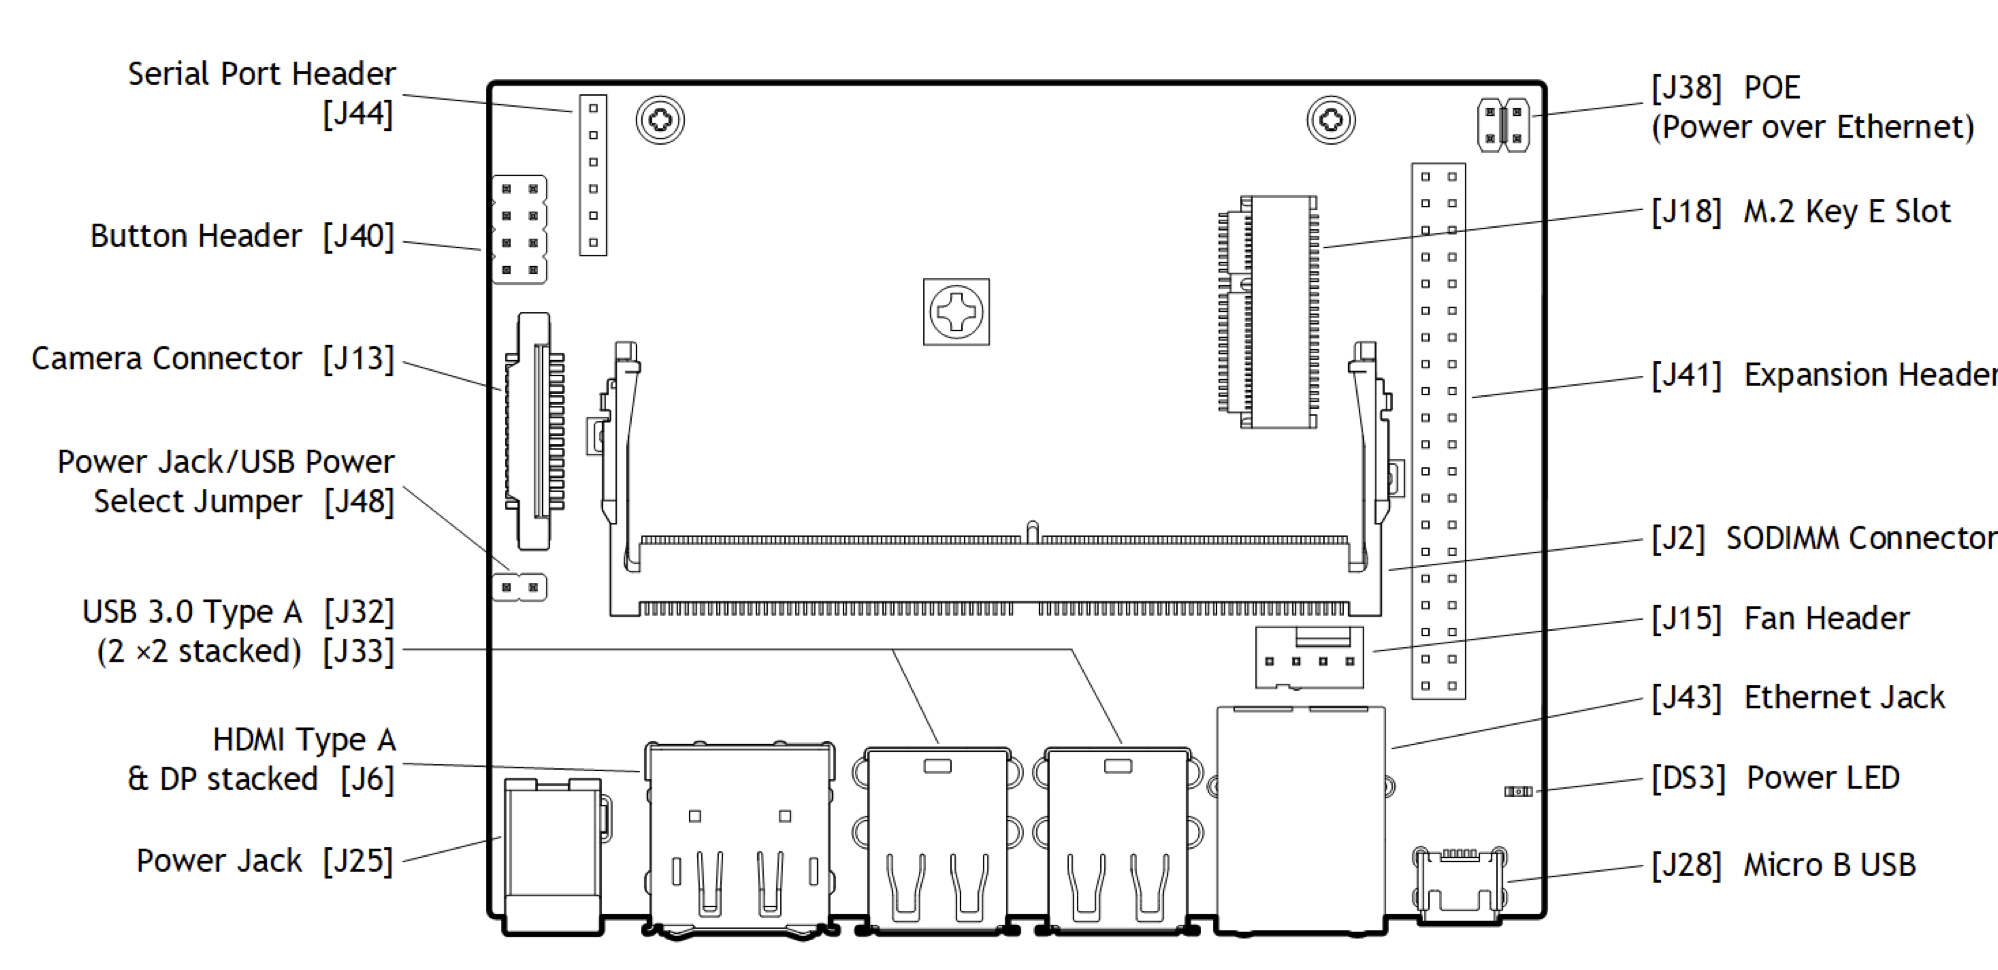 Serial Port Header
[J44]
Button Header [J40]
Camera Connector [J13]
Power Jack/USB Power
Select Jumper [J48]
USB 3.0 Type A [J32]
(2 ×2 stacked) [J33]
HDMI Type A
& DP stacked [J6]
Power Jack [J25]
[J38] POE
(Power over Ethernet)
[J18] M.2 Key E Slot
[J41] Expansion Header
[J2] SODIMM Connector
[J15] Fan Header
[J43] Ethernet Jack
[DS3] Power LED
[J28] Micro B USB